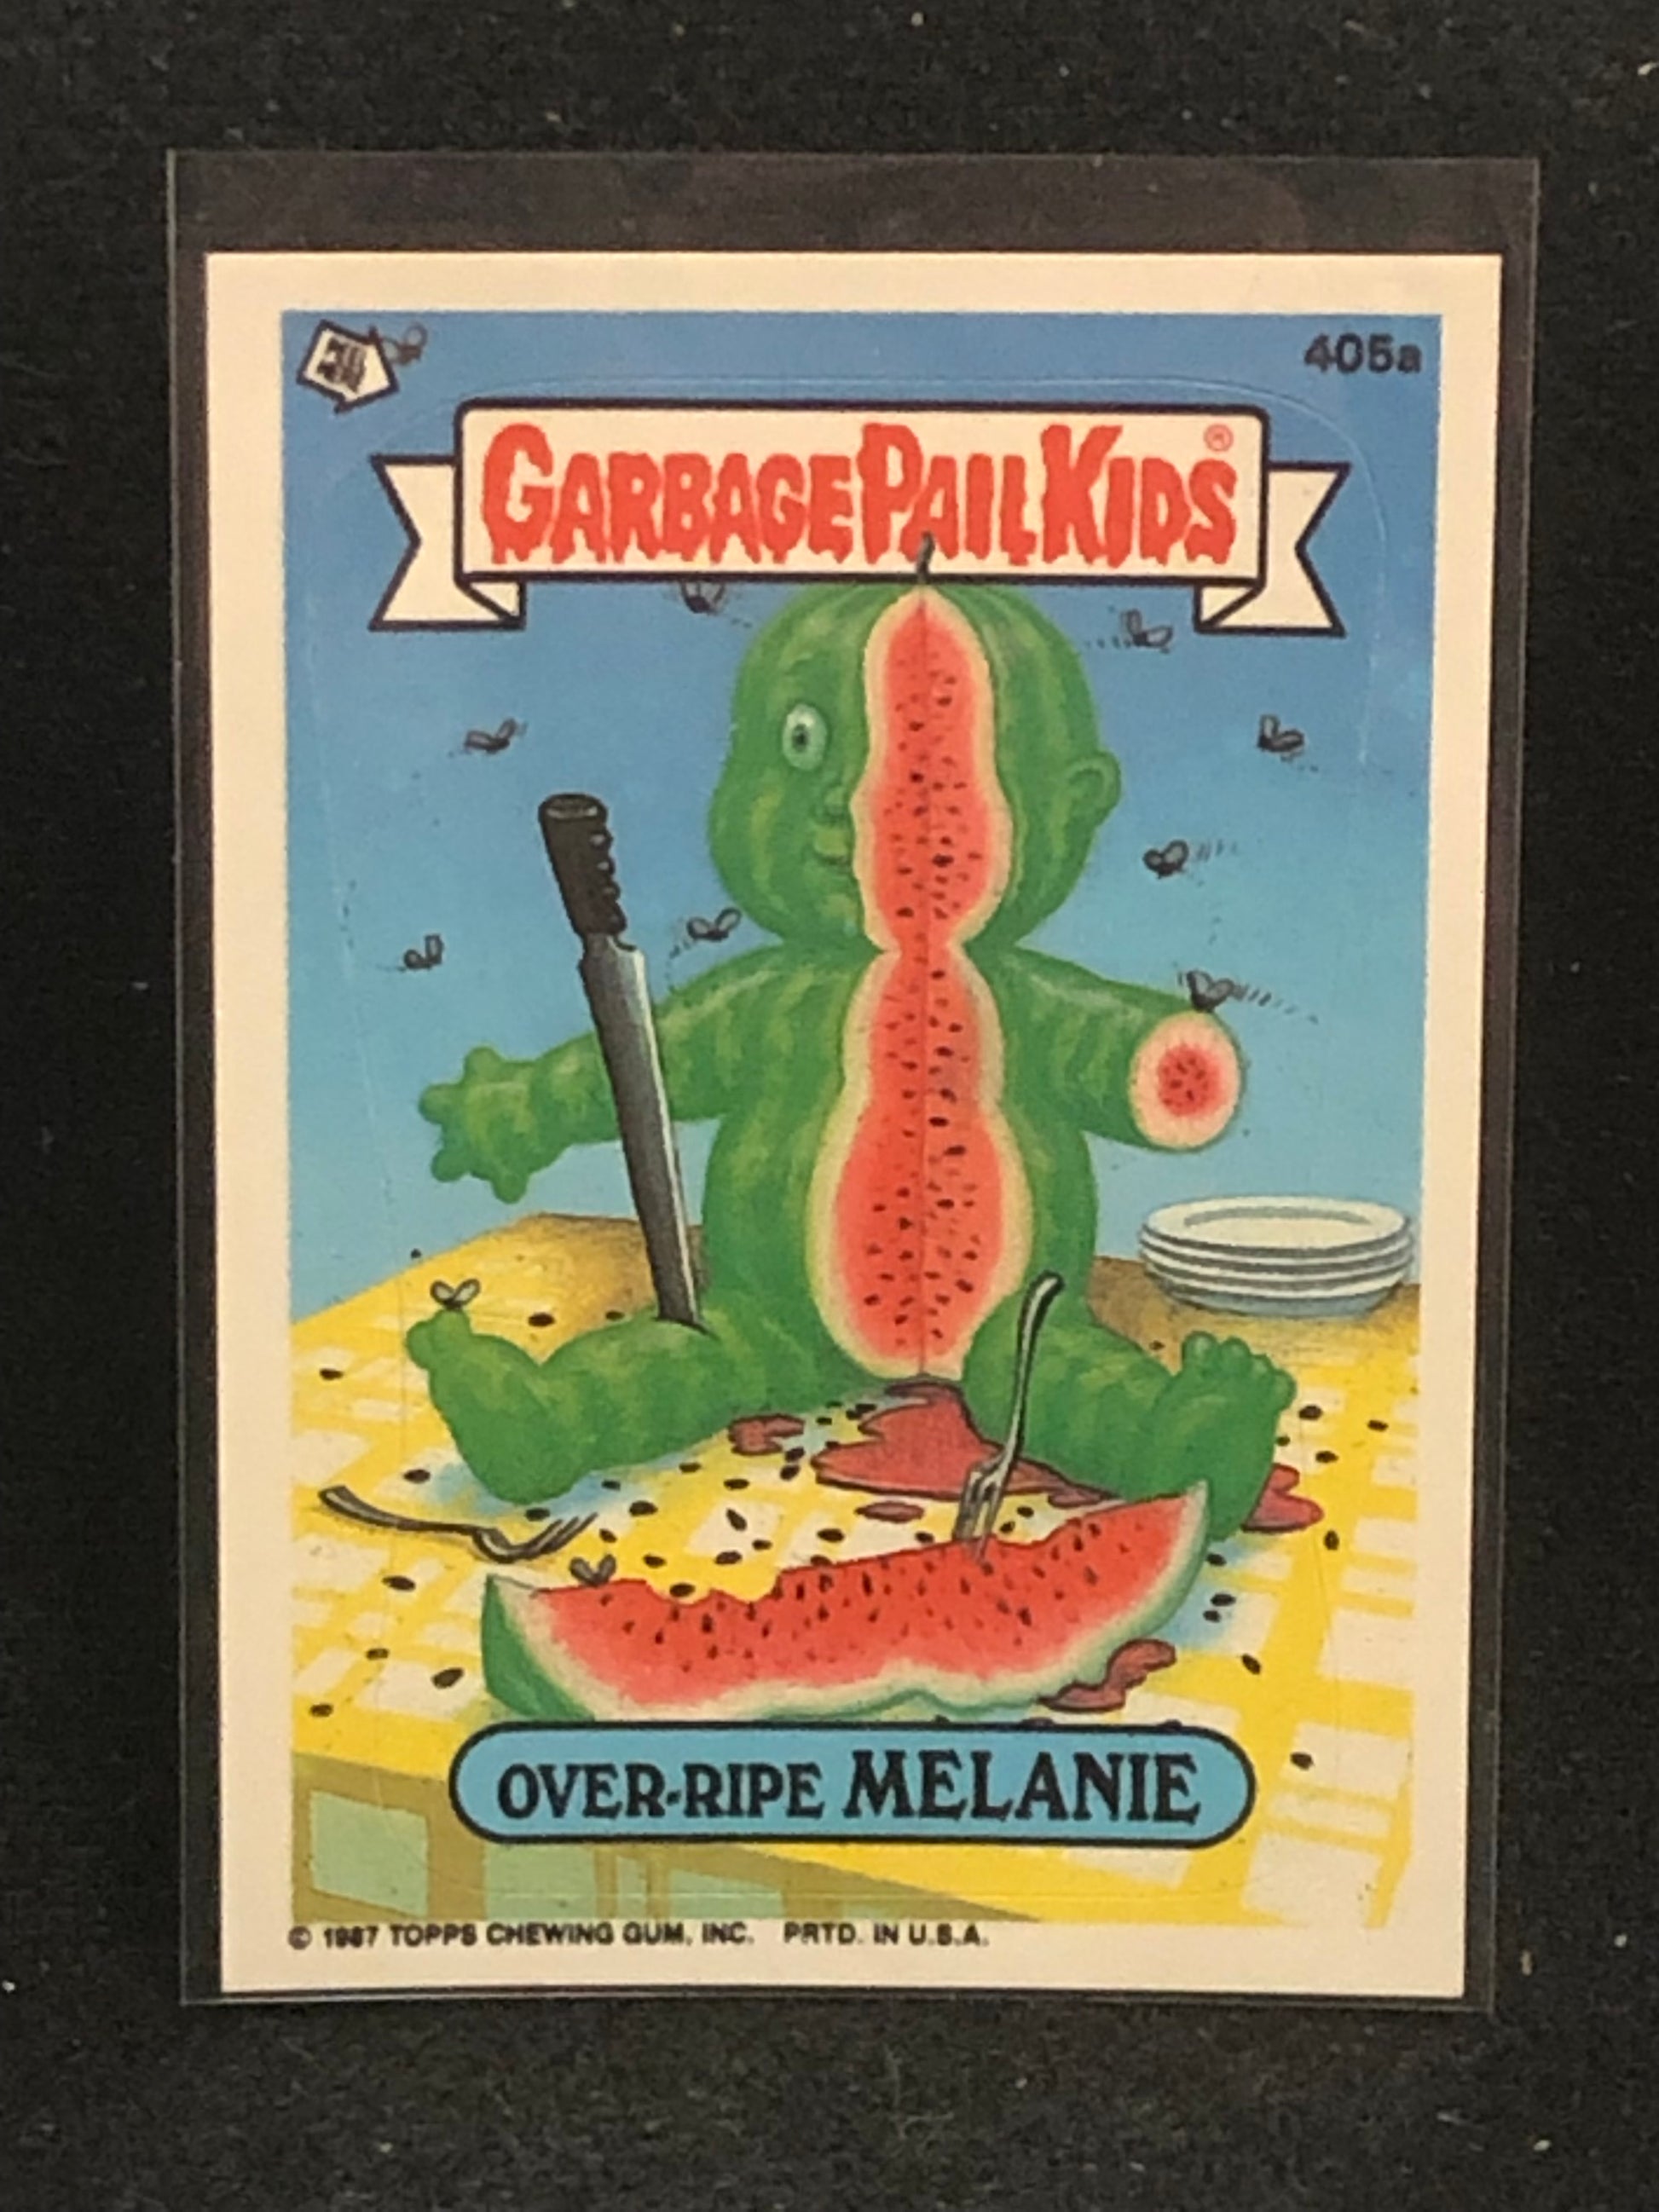 405a
GARBAGE PAIL KIDS®
OVER-RIPE MELANIE
© 1987 TOPPS CHEWING GUM, INC. PRTD. IN U.S.A.